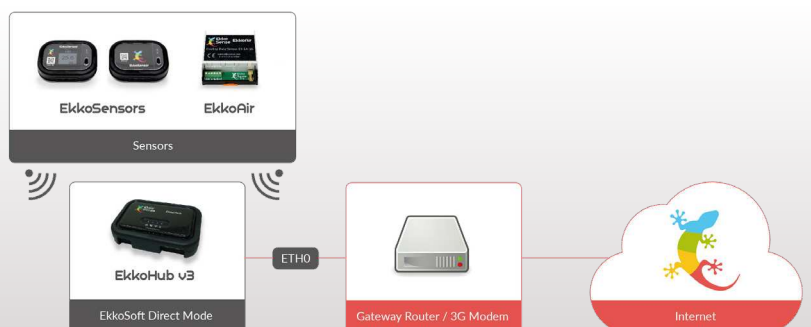 EkkoSensors
EkkoAir
Sensors
EkkoHub v3
ETH0
EkkoSoft Direct Mode
Gateway Router / 3G Modem
Internet